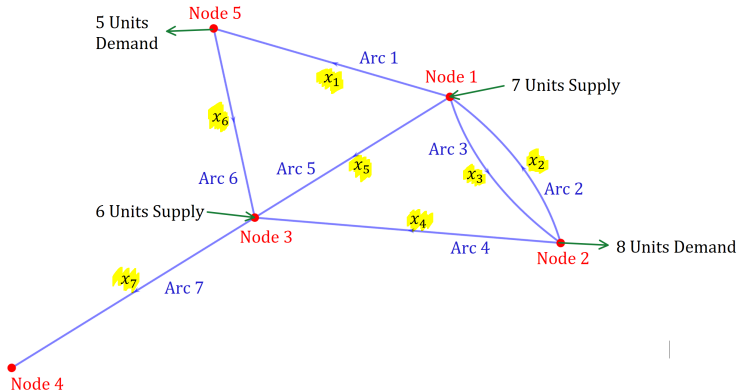 Node 5
5 Units
Demand
Arc 1
x₁
Node 1
7 Units Supply
x₆
Arc 3
x₂
Arc 5
x₅
x₃
Arc 6
Arc 2
6 Units Supply
x₄
Node 3
Arc 4
Node 2
8 Units Demand
x₇
Arc 7
Node 4